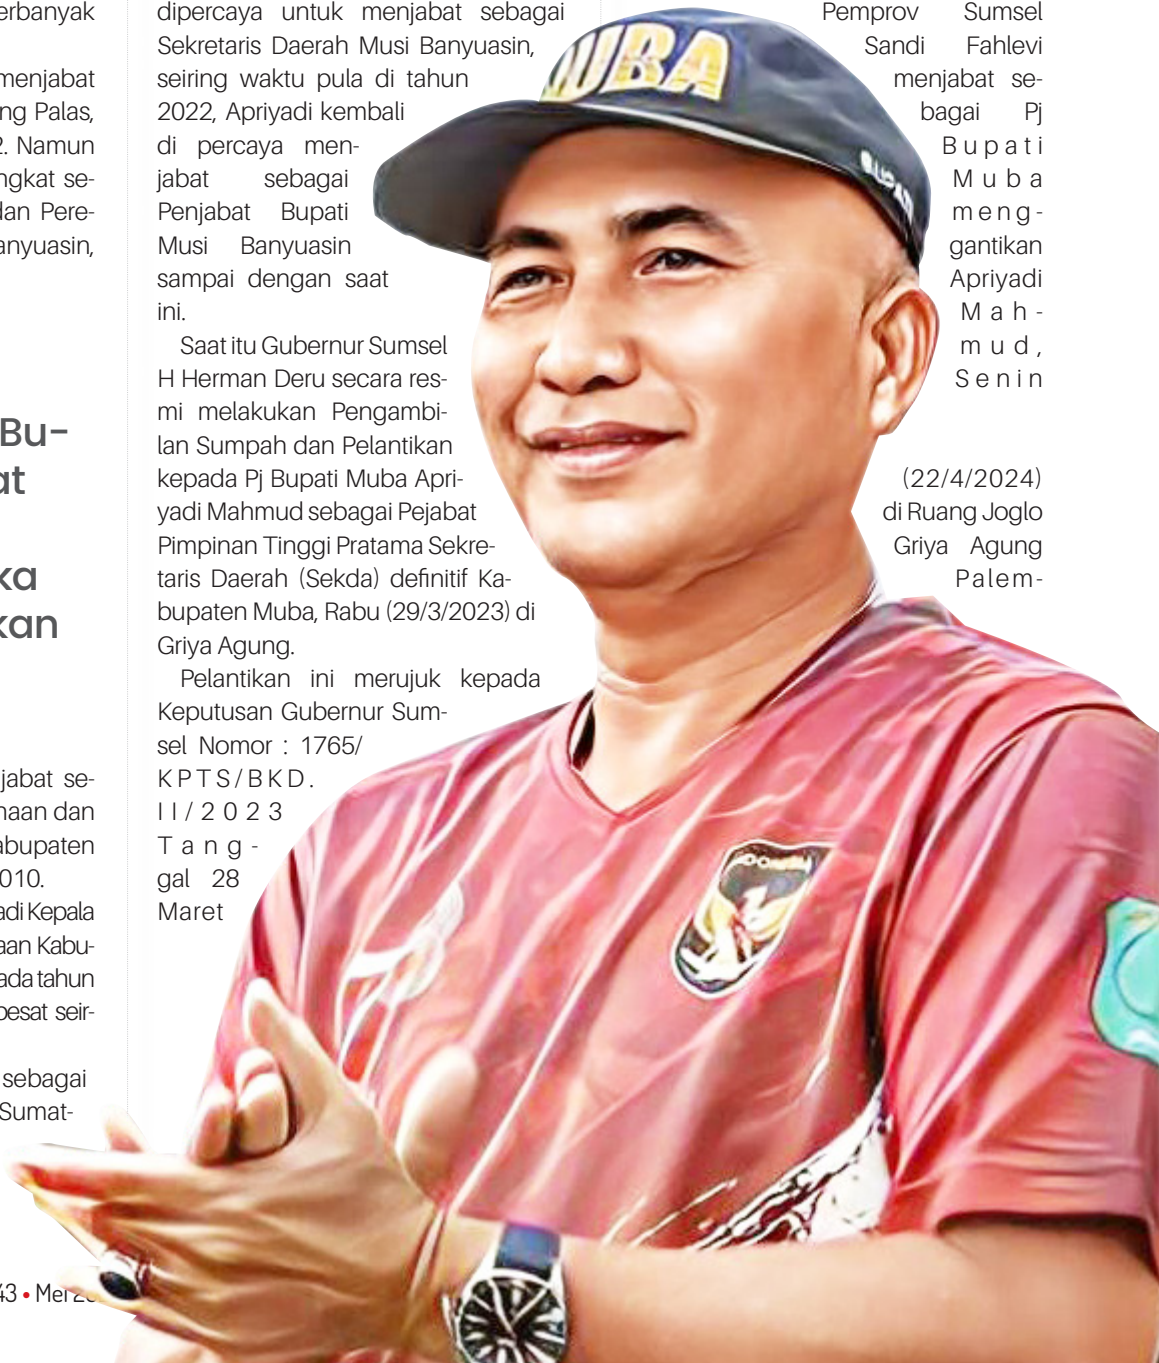 erbanyak
menjabat
ng Palas,
2. Namun
ngkat se-
dan Pere-
anyuasin,
Bu-
at
ka
kan
jabat se-
naan dan
abupaten
010.
adi Kepala
aan Kabu-
ada tahun
pesat seir-
sebagai
Sumat-
43 • Mei
dipercaya untuk menjabat sebagai
Sekretaris Daerah Musi Banyuasin,
seiring waktu pula di tahun
2022, Apriyadi kembali
di percaya men-
jabat sebagai
Penjabat Bupati
Musi Banyuasin
sampai dengan saat
ini.
Saat itu Gubernur Sumsel
H Herman Deru secara res-
mi melakukan Pengambi-
lan Sumpah dan Pelantikan
kepada Pj Bupati Muba Apri-
yadi Mahmud sebagai Pejabat
Pimpinan Tinggi Pratama Sekre-
taris Daerah (Sekda) definitif Ka-
bupaten Muba, Rabu (29/3/2023) di
Griya Agung.
Pelantikan ini merujuk kepada
Keputusan Gubernur Sum-
sel Nomor : 1765/
KPTS/BKD.
II/2023
Tang-
gal 28
Maret
MUBA
BUPATI
Pemprov Sumsel
Sandi Fahlevi
menjabat se-
bagai Pj
Bupati
Muba
meng-
gantikan
Apriyadi
Mah-
mud,
Senin
(22/4/2024)
di Ruang Joglo
Griya Agung
Palem-